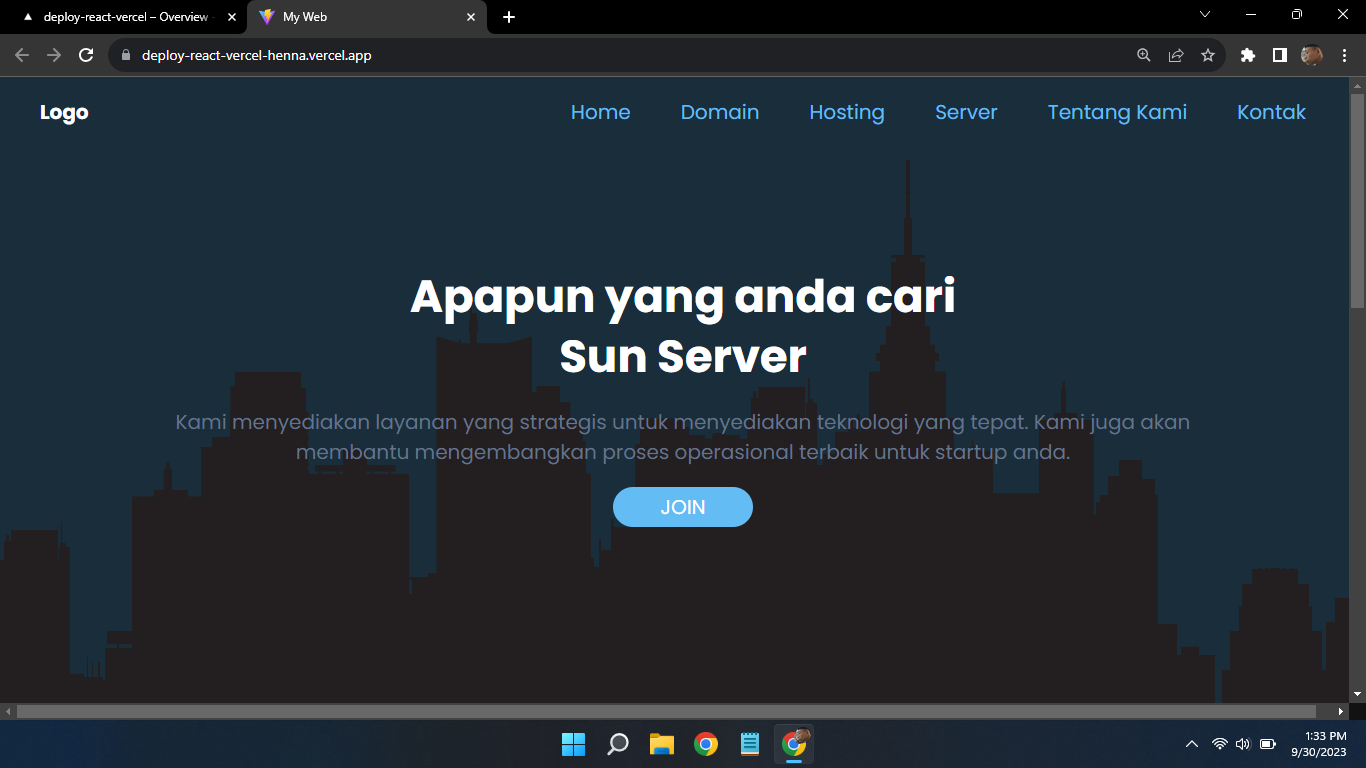 deploy-react-vercel – Overview
My Web
deploy-react-vercel-henna.vercel.app
Logo
Home Domain Hosting Server Tentang Kami Kontak
Apapun yang anda cari
Sun Server
Kami menyediakan layanan yang strategis untuk menyediakan teknologi yang tepat. Kami juga akan
membantu mengembangkan proses operasional terbaik untuk startup anda.
JOIN
1:33 PM
9/30/2023